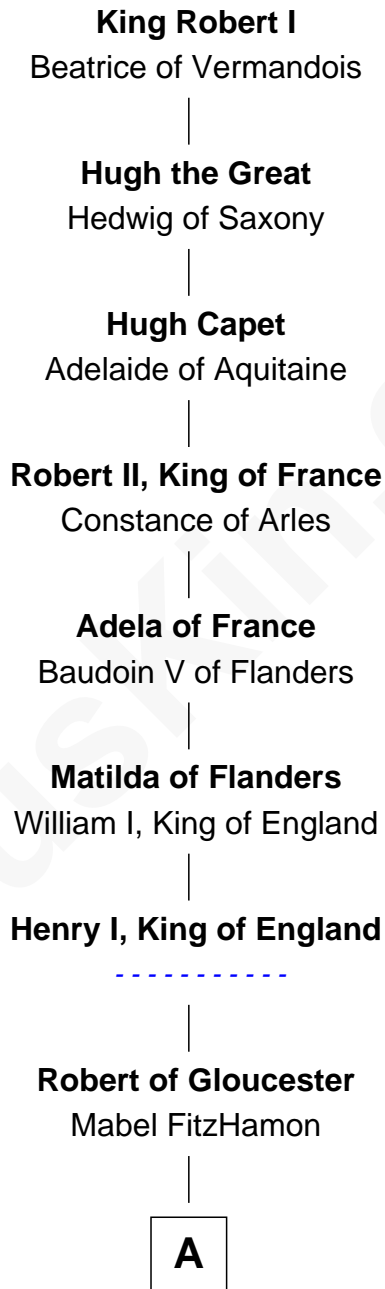 King Robert I
Beatrice of Vermandois
Hugh the Great
Hedwig of Saxony
Hugh Capet
Adelaide of Aquitaine
Robert II, King of France
Constance of Arles
Adela of France
Baudoin V of Flanders
Matilda of Flanders
William I, King of England
Henry I, King of England
- - - - - - - - - - -
Robert of Gloucester
Mabel FitzHamon
A